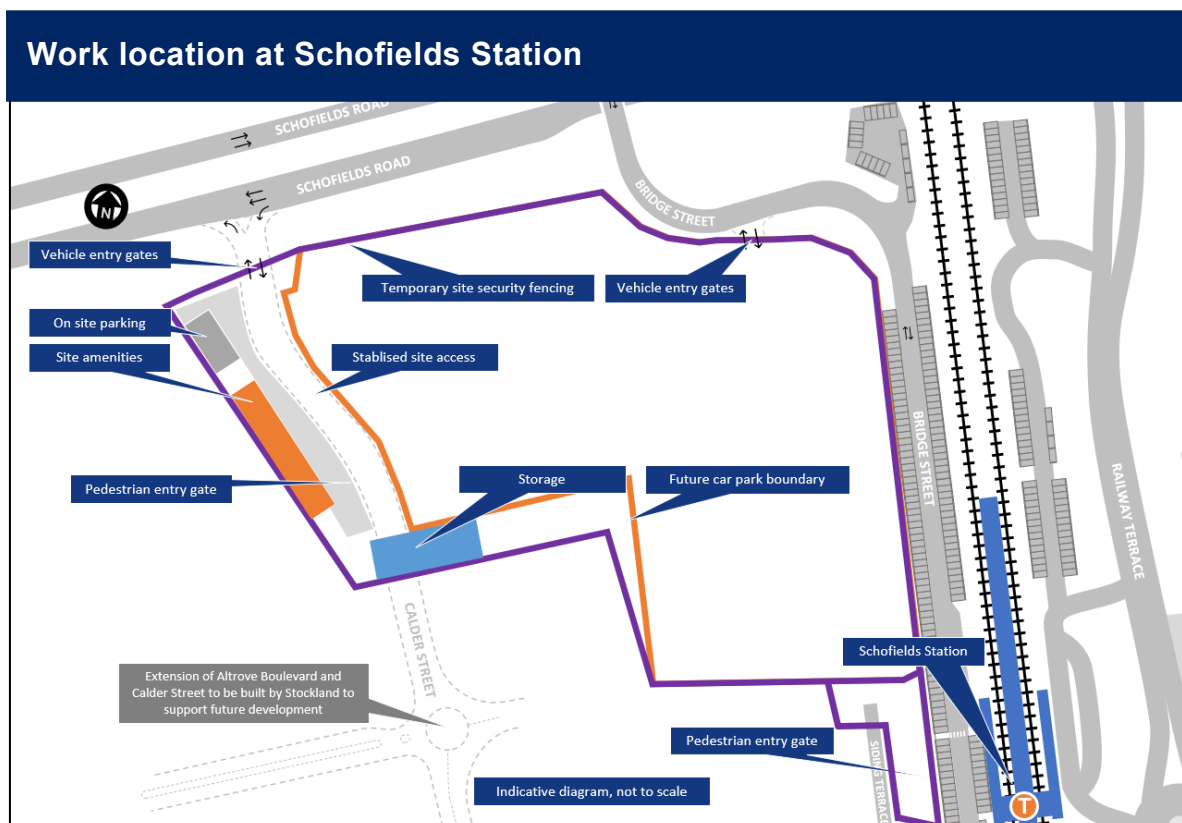 Work location at Schofields Station
SCHOFIELDS ROAD
SCHOFIELDS ROAD
N
BRIDGE STREET
Vehicle entry gates
Temporary site security fencing
Vehicle entry gates
On site parking
Site amenities
Stablised site access
BRIDGE STREET
Pedestrian entry gate
Storage
Future car park boundary
RAILWAY TERRACE
CALDER STREET
Schofields Station
Extension of Altrove Boulevard and
Calder Street to be built by Stockland to
support future development
Pedestrian entry gate
SIDING TERRACE
Indicative diagram, not to scale
T